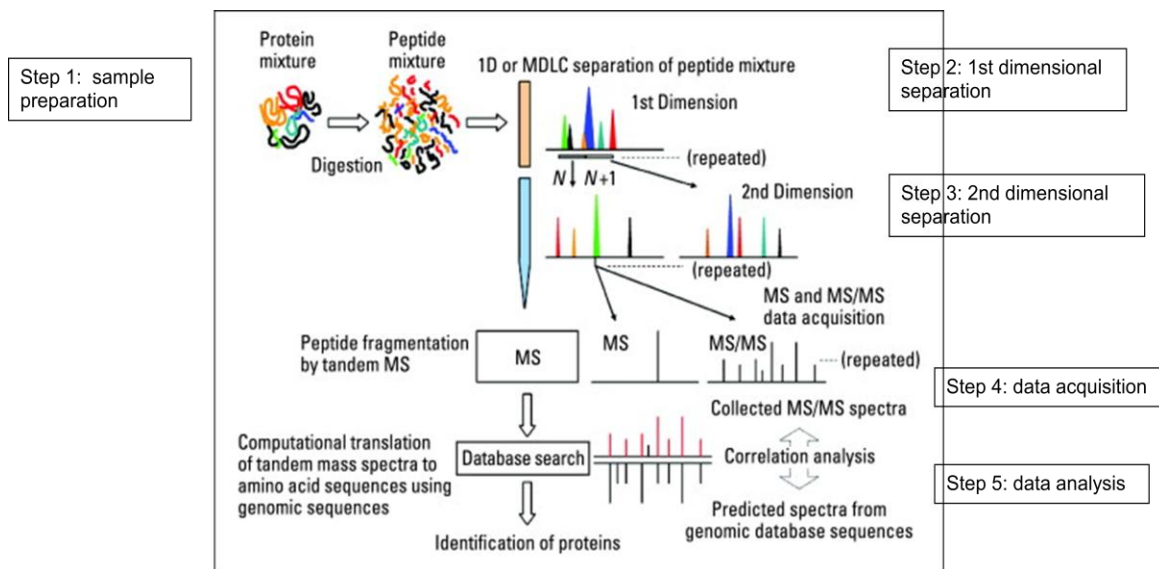 Step 1:  sample
preparation
Protein
mixture
Peptide
mixture
Digestion
1D or MDLC separation of peptide mixture
1st Dimension
(repeated)
N
N+1
2nd Dimension
(repeated)
Step 2: 1st dimensional
separation
Step 3: 2nd dimensional
separation
MS and MS/MS
data acquisition
Peptide fragmentation
by tandem MS
MS
MS
MS/MS
(repeated)
Step 4: data acquisition
Collected MS/MS spectra
Computational translation
of tandem mass spectra to
amino acid sequences using
genomic sequences
Database search
Correlation analysis
Step 5: data analysis
Predicted spectra from
genomic database sequences
Identification of proteins